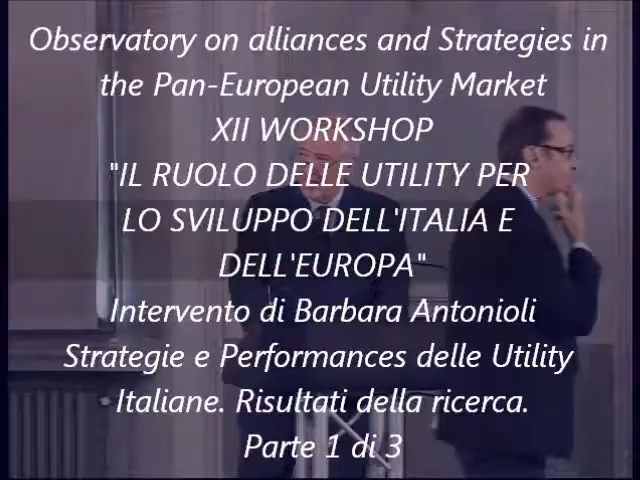 Observatory on alliances and Strategies in
the Pan-European Utility Market
XII WORKSHOP
"IL RUOLO DELLE UTILITY PER
LO SVILUPPO DELL'ITALIA E
DELL'EUROPA"
Intervento di Barbara Antonioli
Strategie e Performances delle Utility
Italiane. Risultati della ricerca.
Parte 1 di 3